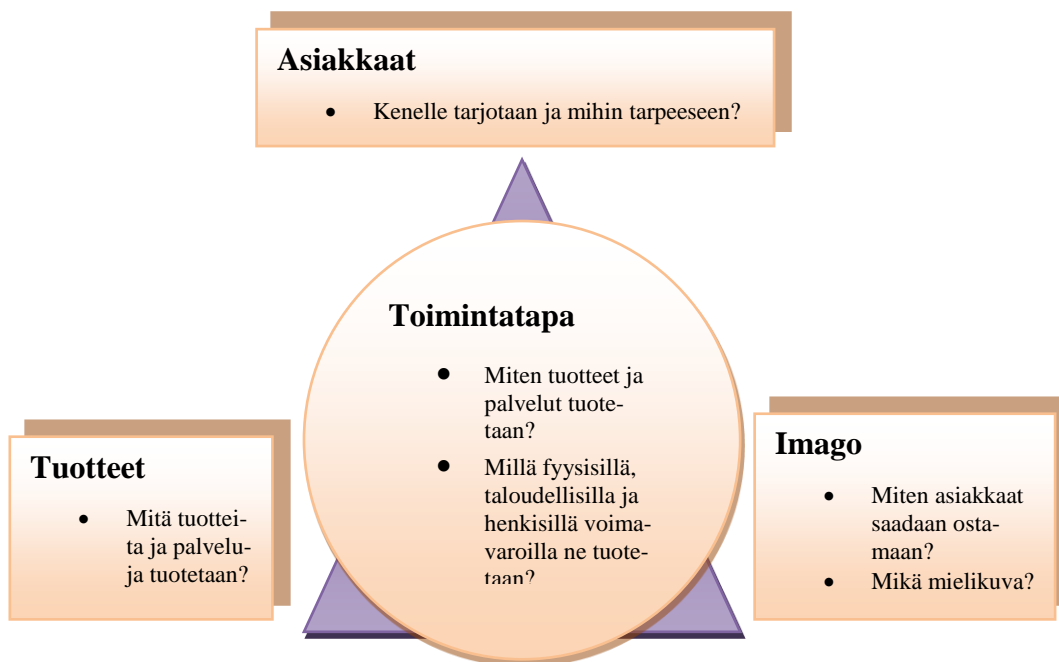 Asiakkaat
• Kenelle tarjotaan ja mihin tarpeeseen?
Toimintatapa
• Miten tuotteet ja
palvelut tuote-
taan?
• Millä fyysisillä,
taloudellisilla ja
henkisillä voima-
varoilla ne tuote-
taan?
Tuotteet
• Mitä tuottei-
ta ja palvelu-
ja tuotetaan?
Imago
• Miten asiakkaat
saadaan osta-
maan?
• Mikä mielikuva?